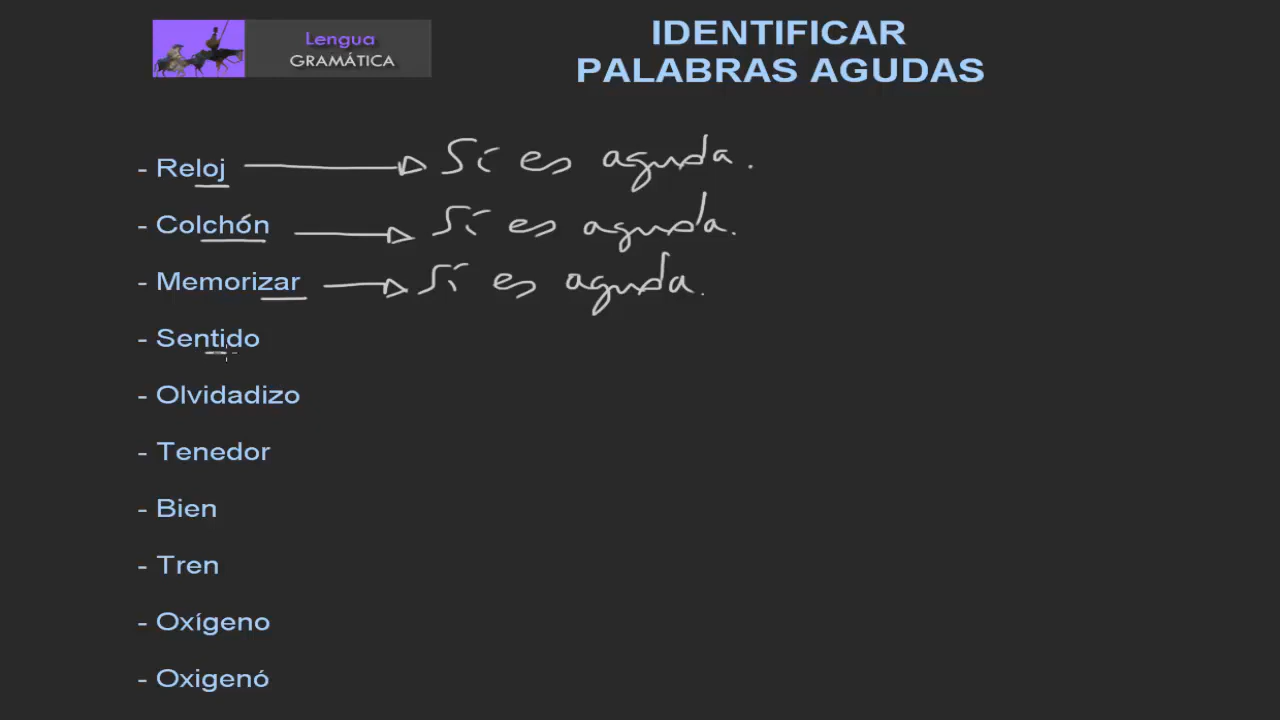 Lengua
GRAMÁTICA
IDENTIFICAR
PALABRAS AGUDAS
- Reloj Sí es aguda.
- Colchón Sí es aguda.
- Memorizar Sí es aguda.
- Sentido
- Olvidadizo
- Tenedor
- Bien
- Tren
- Oxígeno
- Oxigenó